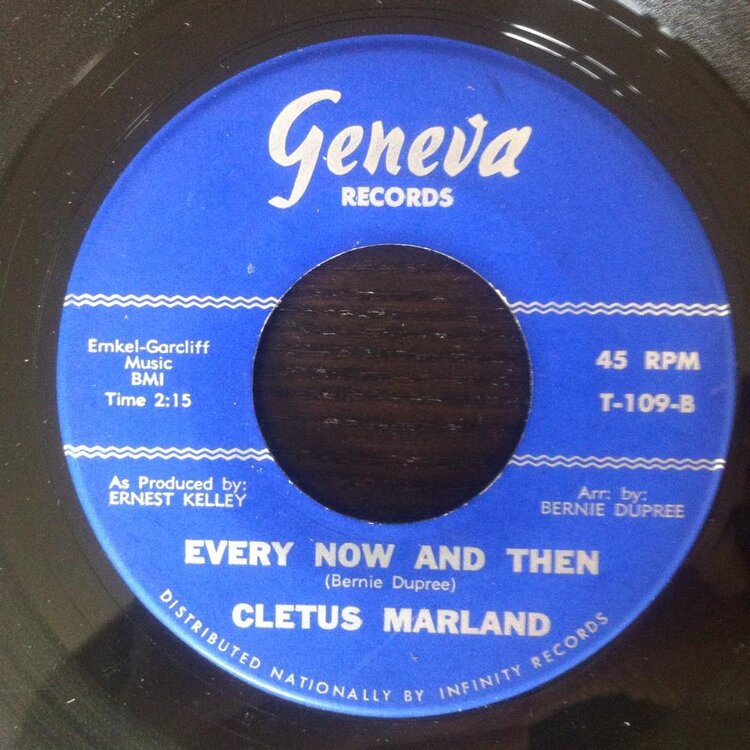 Geneva
RECORDS
Ernkel-Garcliff
Music
BMI
Time 2:15
45 RPM
T-109-B
As Produced by:
ERNEST KELLEY
Arr. by:
BERNIE DUPREE
EVERY NOW AND THEN
(Bernie Dupree)
CLETUS MARLAND
DISTRIBUTED NATIONALLY BY INFINITY RECORDS